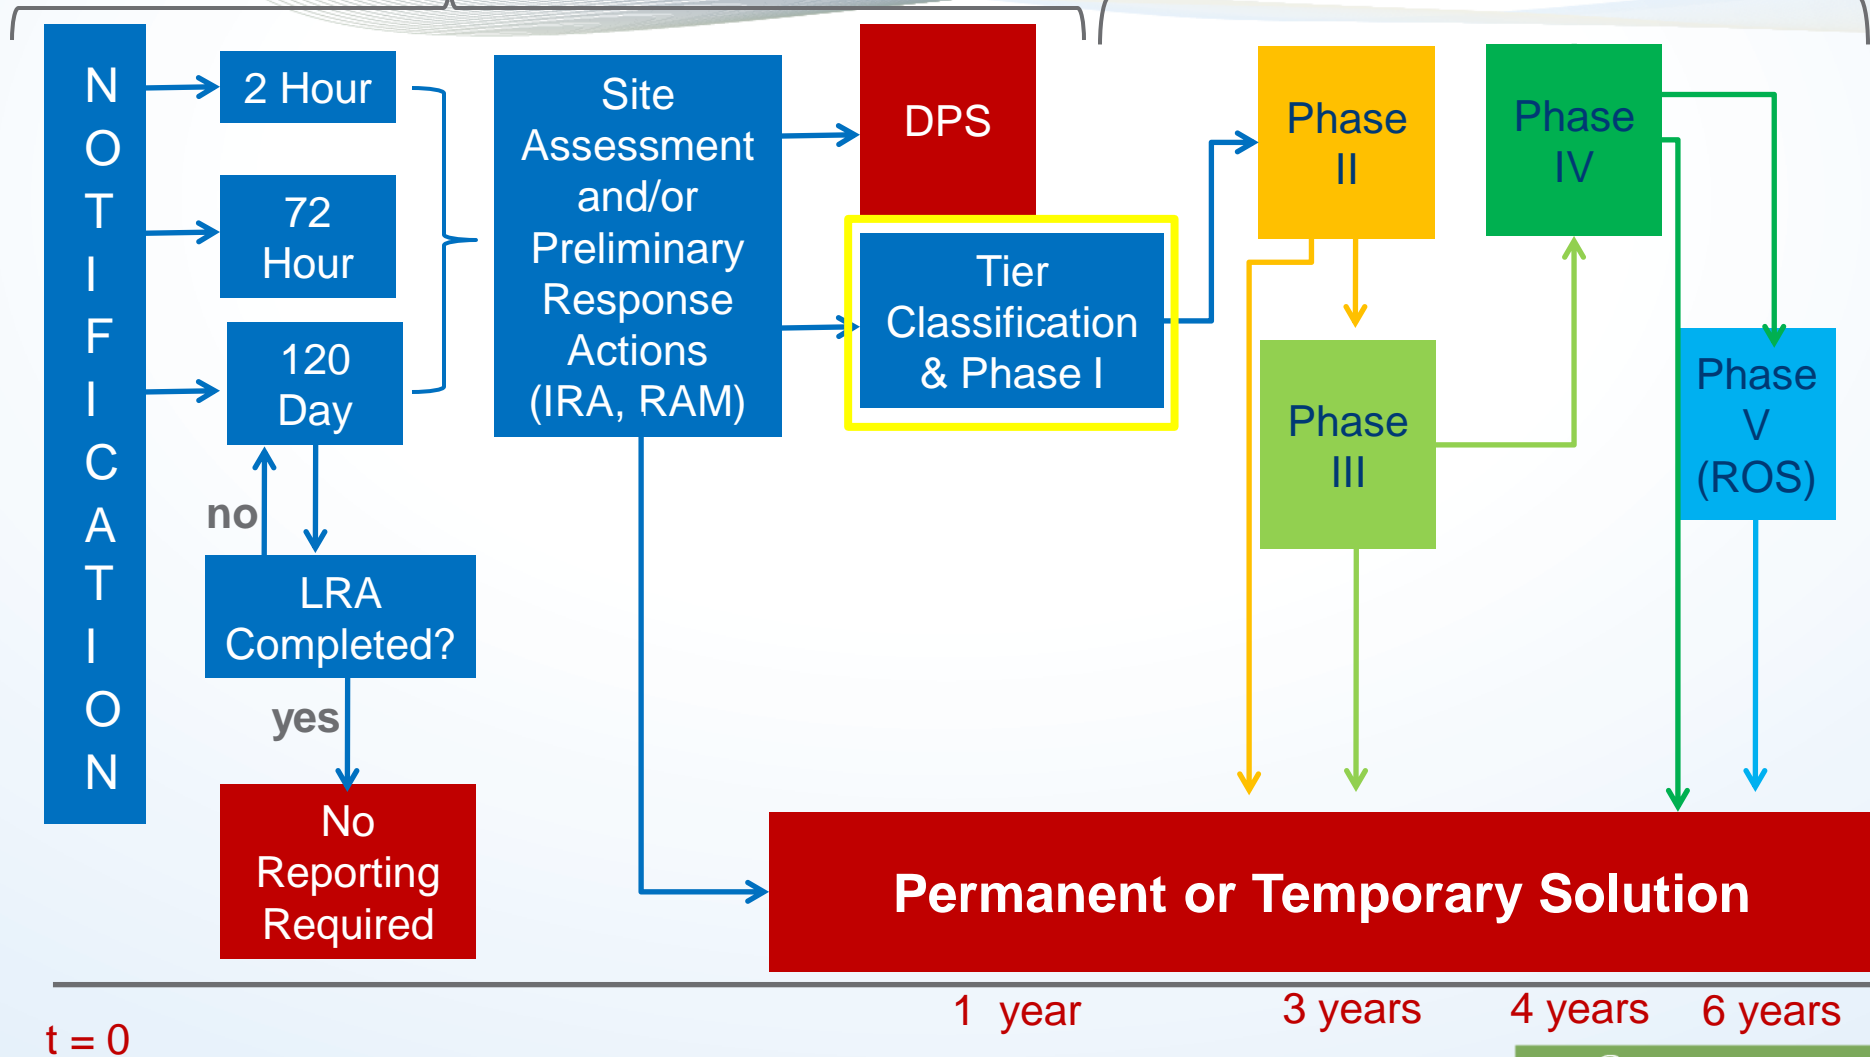 NOTIFICATION
2 Hour
72
Hour
120
Day
no
LRA
Completed?
yes
No
Reporting
Required
Site
Assessment
and/or
Preliminary
Response
Actions
(IRA, RAM)
DPS
Tier
Classification
& Phase I
Phase
II
Phase
III
Phase
IV
Phase
V
(ROS)
Permanent or Temporary Solution
t = 0
1 year
3 years
4 years
6 years